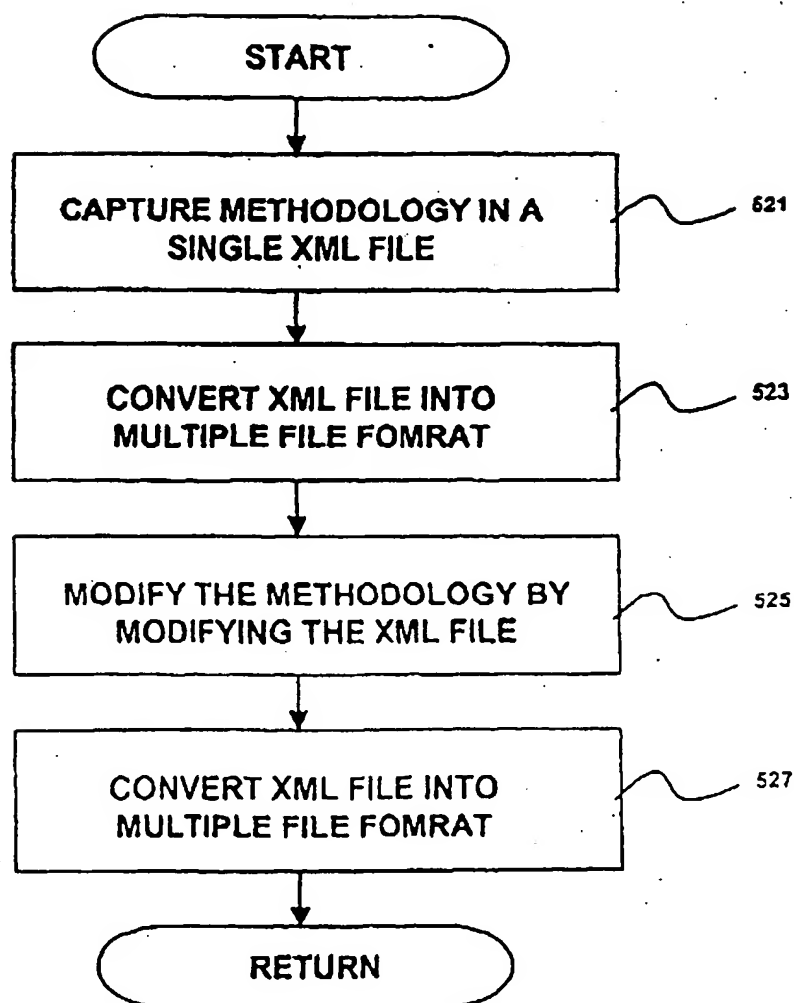 START
CAPTURE METHODOLOGY IN A
SINGLE XML FILE
521
CONVERT XML FILE INTO
MULTIPLE FILE FOMRAT
523
MODIFY THE METHODOLOGY BY
MODIFYING THE XML FILE
525
CONVERT XML FILE INTO
MULTIPLE FILE FOMRAT
527
RETURN